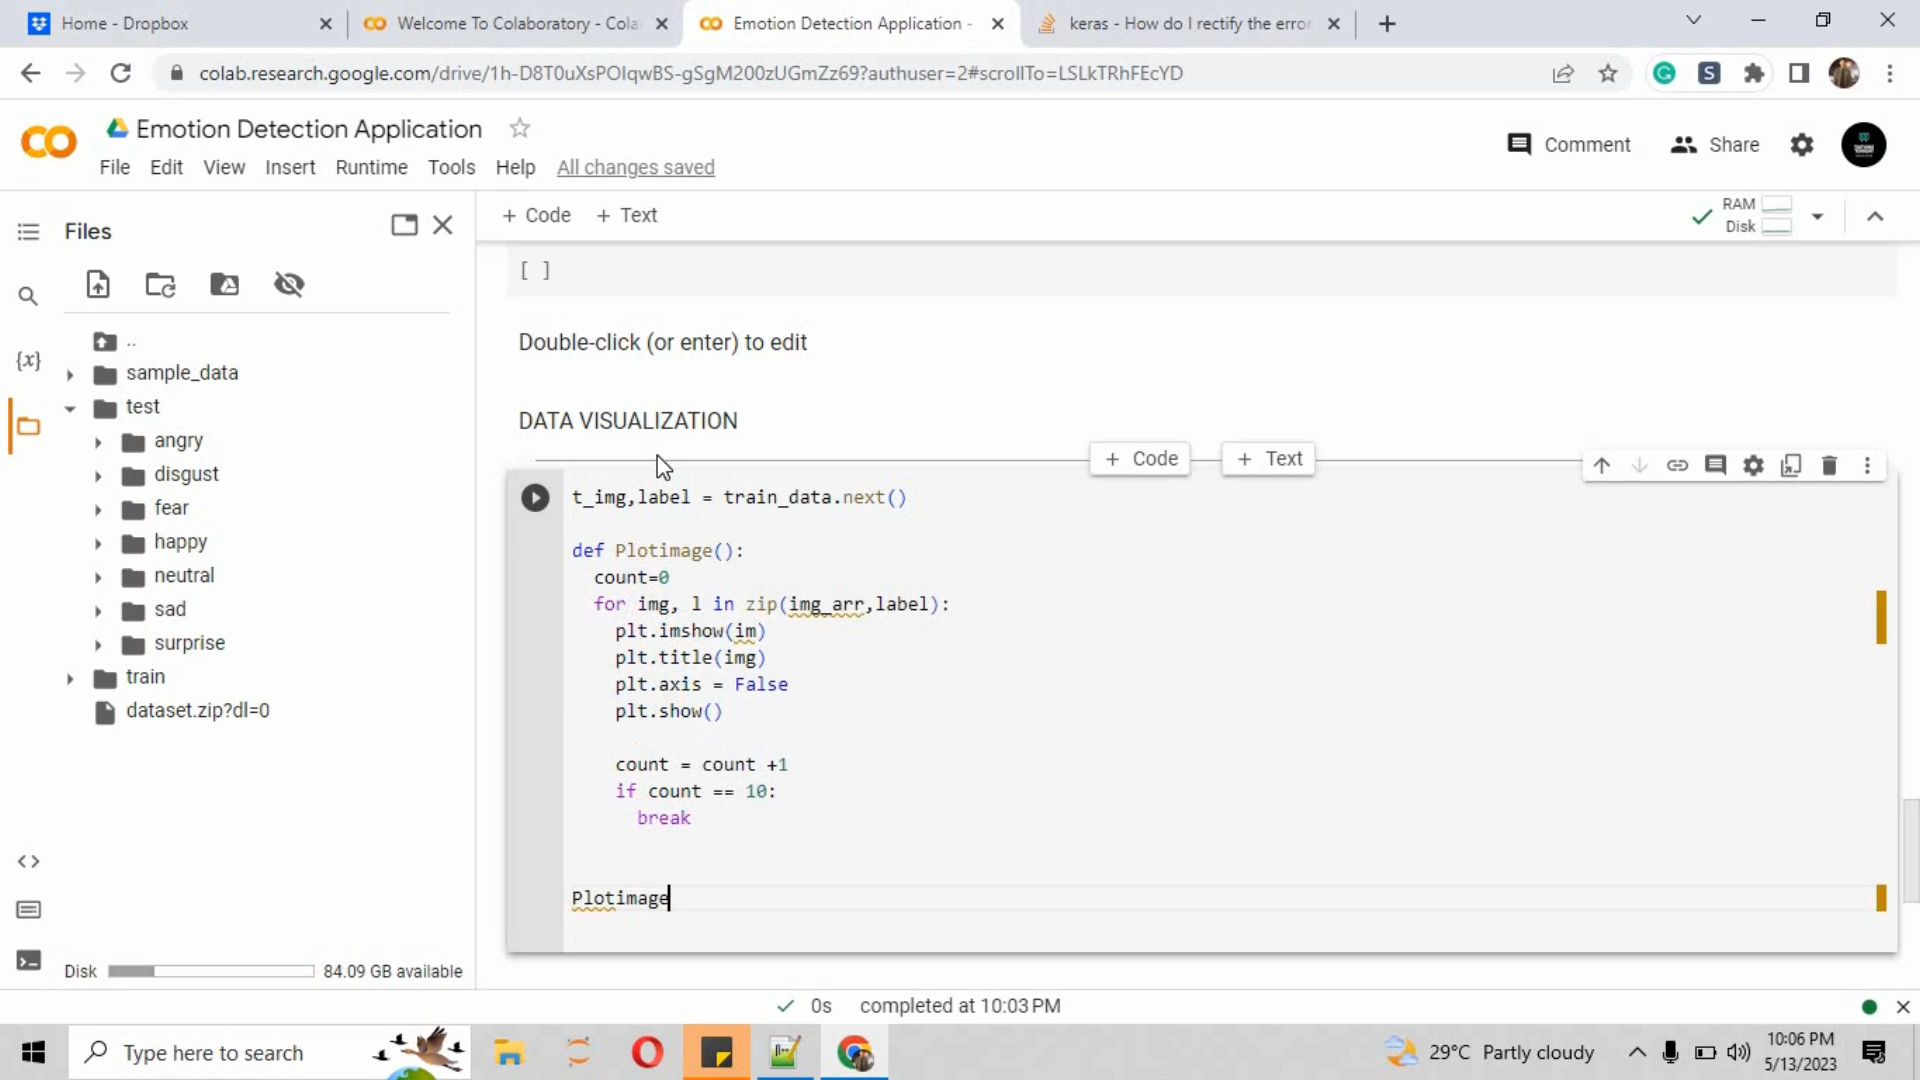 Home - Dropbox
Welcome To Colaboratory - Cola
Emotion Detection Application -
keras - How do I rectify the error
colab.research.google.com/drive/1h-D8T0uXsPOIqwBS-gSgM200zUGmZz69?authuser=2#scrollTo=LSLkTRhFEcYD
Emotion Detection Application
File Edit View Insert Runtime Tools Help All changes saved
Comment
Share
Files
+ Code + Text
RAM
Disk
[ ]
Double-click (or enter) to edit
DATA VISUALIZATION
+ Code
+ Text
..
sample_data
test
angry
disgust
fear
happy
neutral
sad
surprise
train
dataset.zip?dl=0
{x}
t_img,label = train_data.next()
def Plotimage():
count=0
for img, l in zip(img_arr,label):
plt.imshow(im)
plt.title(img)
plt.axis = False
plt.show()
count = count +1
if count == 10:
break
Plotimage
Disk
84.09 GB available
0s completed at 10:03 PM
Type here to search
29°C Partly cloudy
10:06 PM
5/13/2023